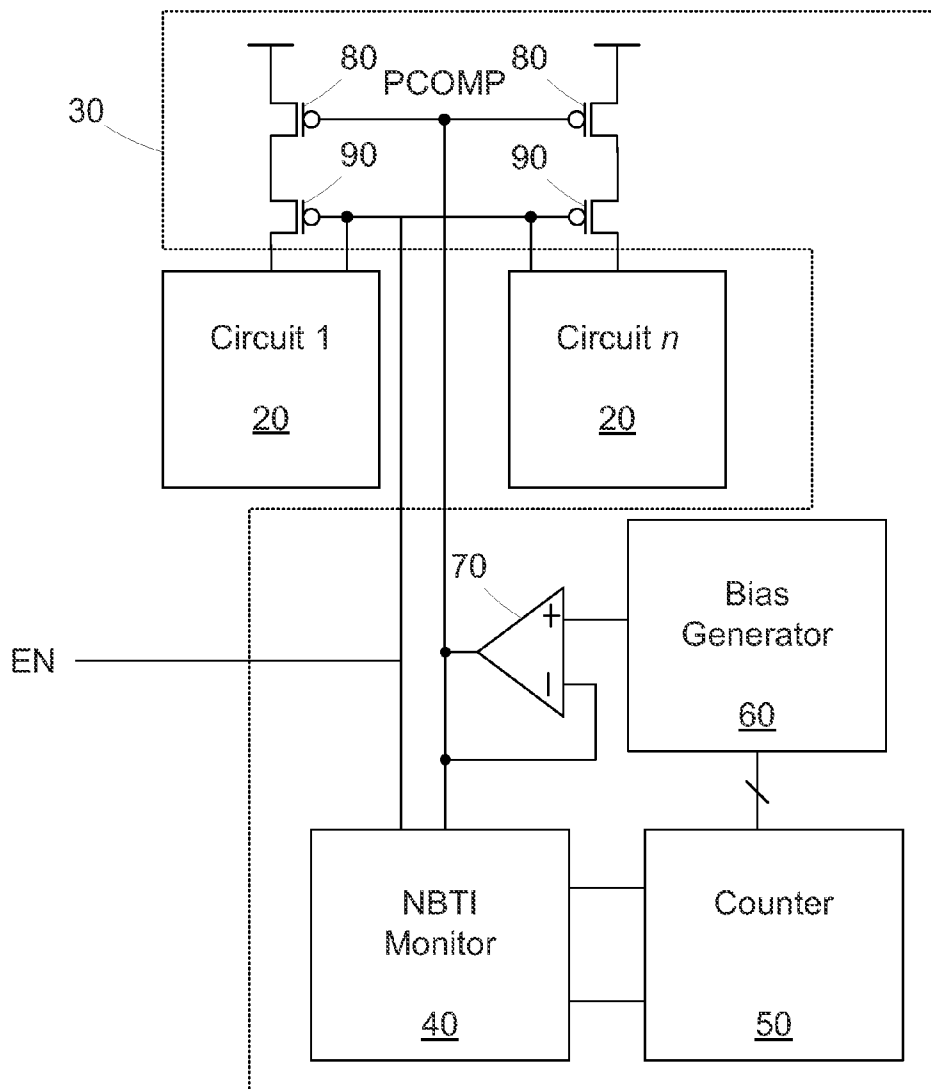 80
PCOMP
80
30
90
90
Circuit 1
20
Circuit n
20
70
+
−
Bias
Generator
60
EN
NBTI
Monitor
40
Counter
50